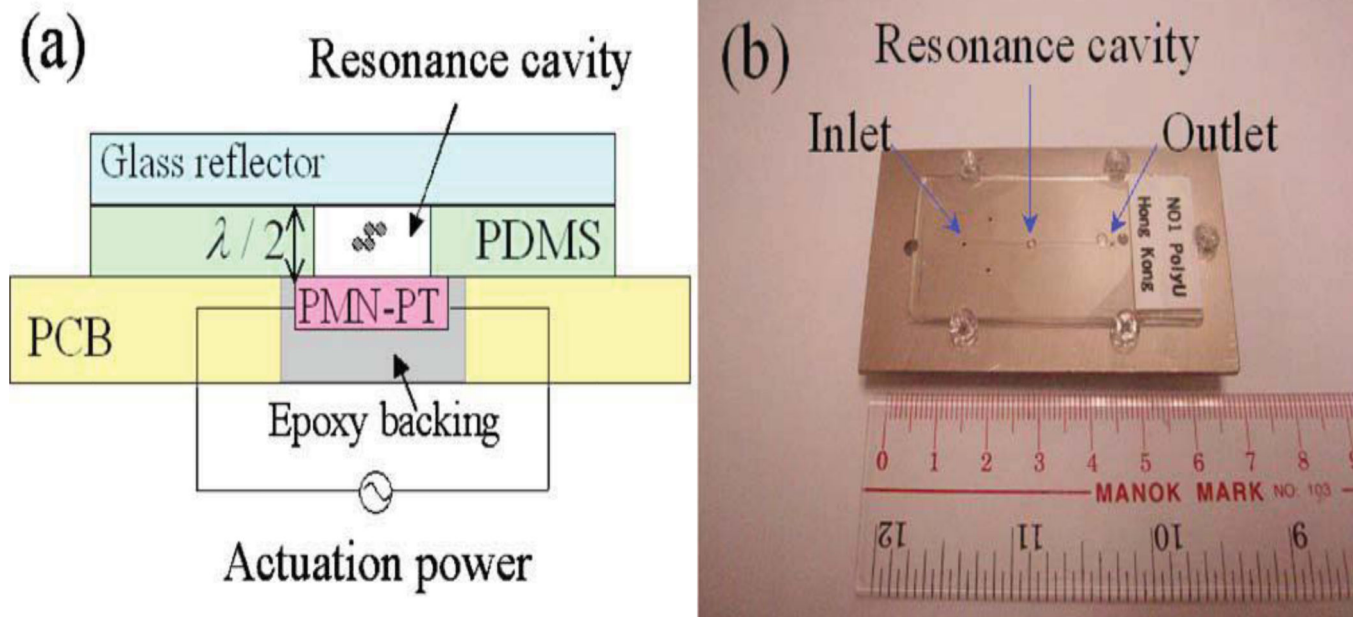 (a)
Resonance cavity
Glass reflector
λ/2
PDMS
PMN-PT
PCB
Epoxy backing
Actuation power
(b)
Resonance cavity
Inlet
Outlet
NO1 PolyU
Hong Kong
0 1 2 3 4 5 6 7 8 9
MANOK MARK NO: 103
12 11 10 9